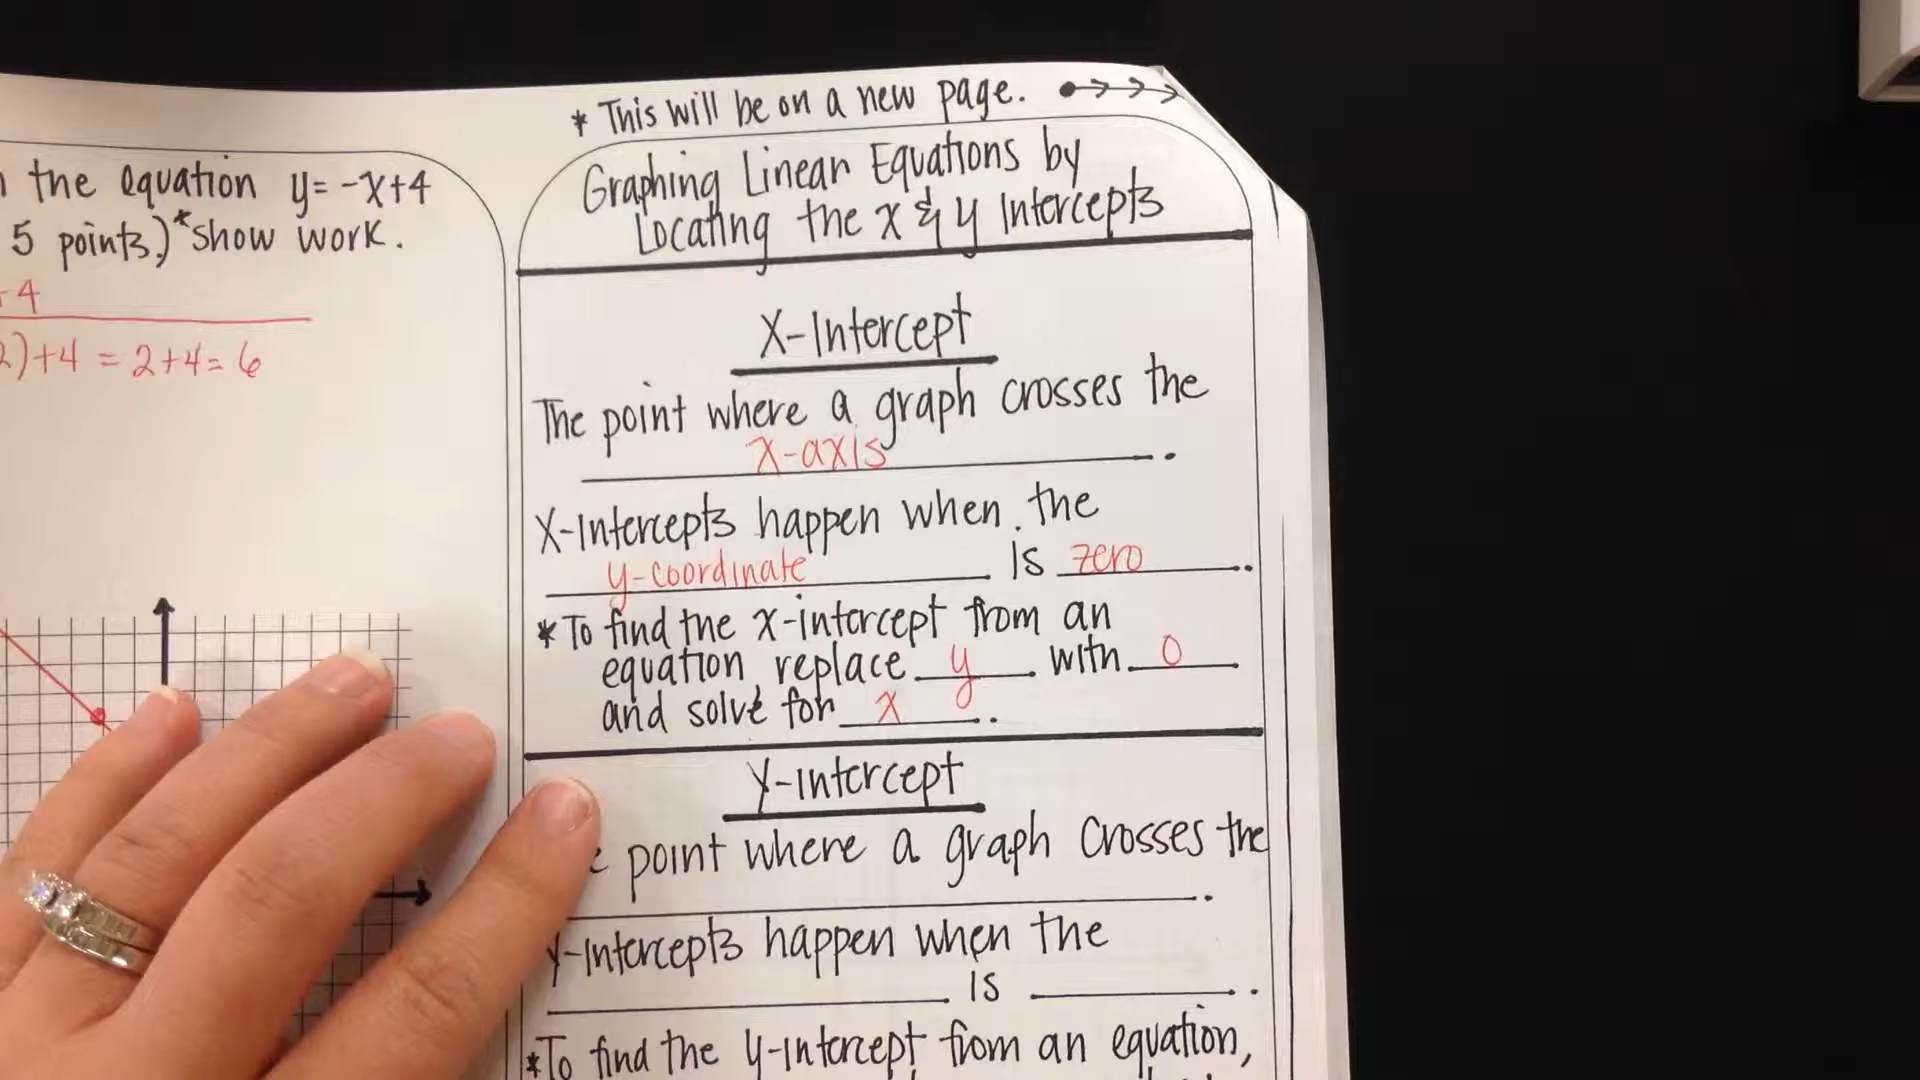 the equation y=-x+4
5 points.) *show work.
+4
2)+4 = 2+4= 6
* This will be on a new page.
Graphing Linear Equations by
Locating the x & y Intercepts
X-Intercept
The point where a graph crosses the
x-axis.
X-Intercepts happen when the
y-coordinate is zero.
*To find the x-intercept from an
equation, replace y with 0
and solve for x.
Y-intercept
point where a graph crosses the
.
y-Intercepts happen when the
is .
*To find the y-intercept from an equation,